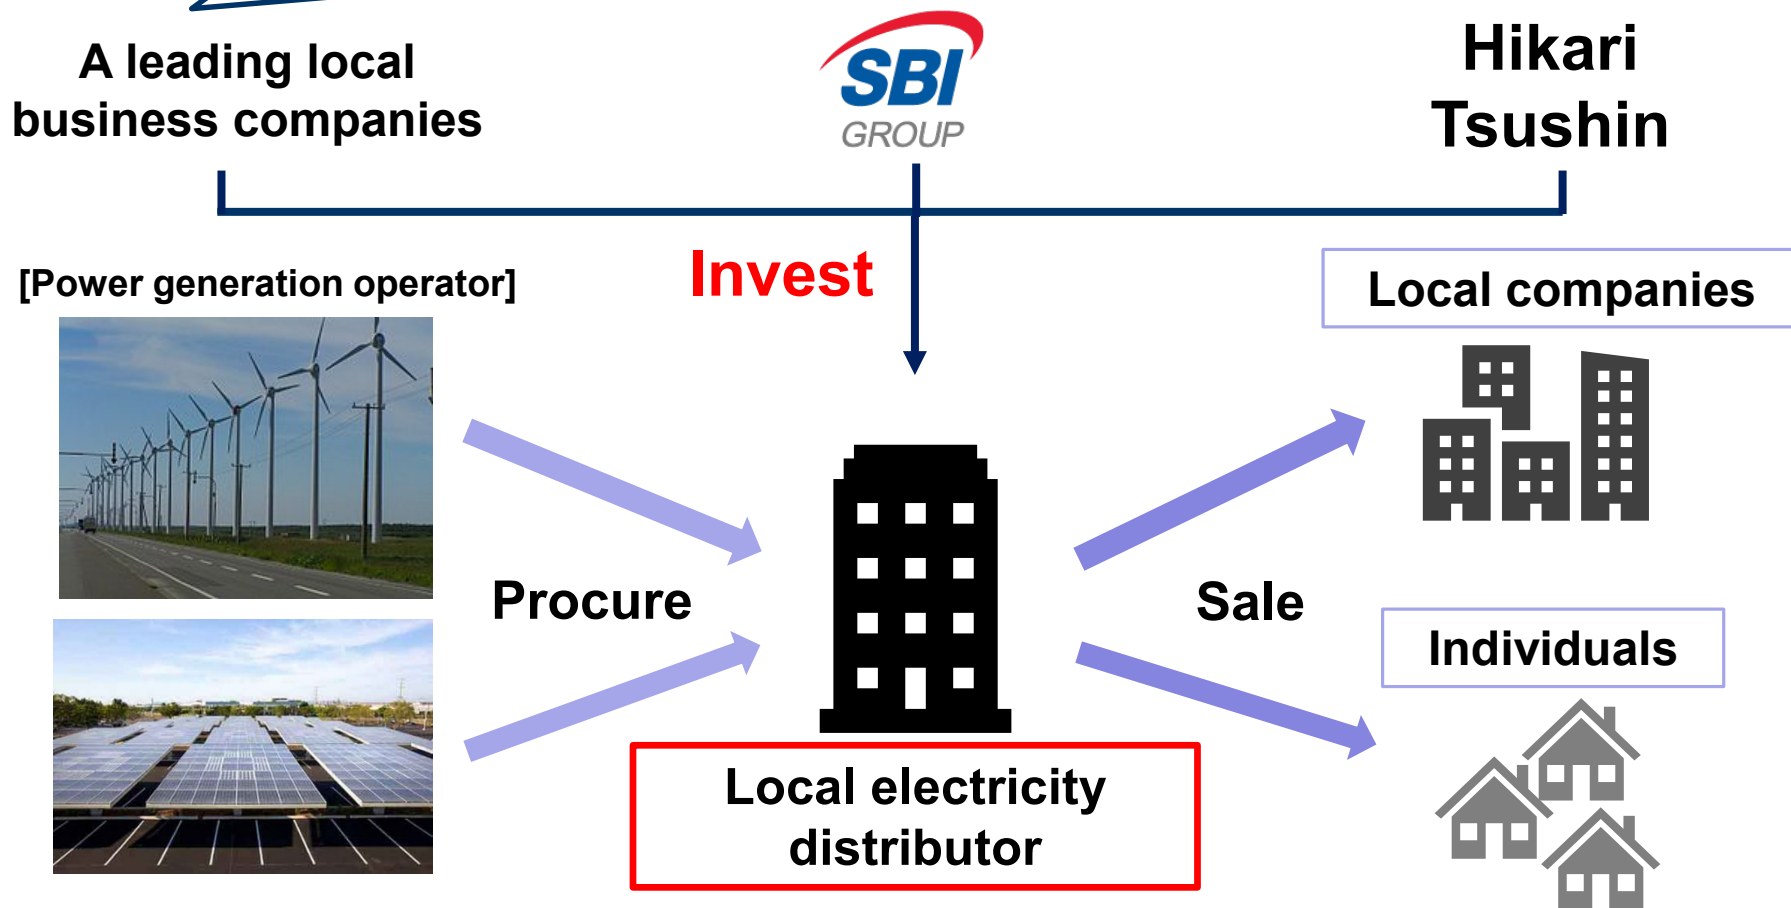 A leading local
business companies
SBI
GROUP
Hikari
Tsushin
Invest
[Power generation operator]
Local companies
Procure
Sale
Individuals
Local electricity
distributor